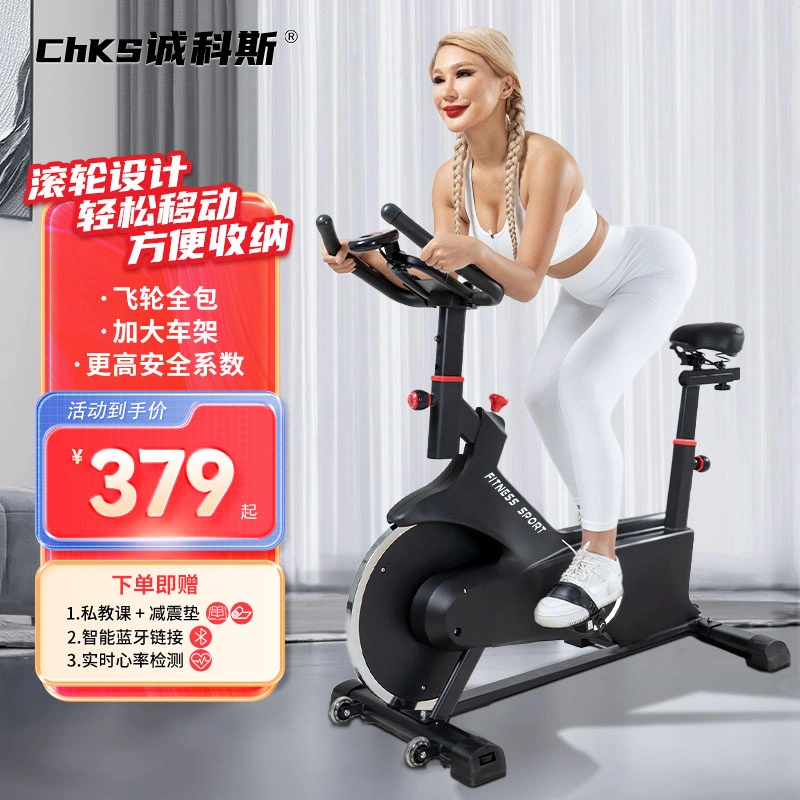 ChKS诚科斯®
滚轮设计
轻松移动
方便收纳
·飞轮全包
·加大车架
·更高安全系数
活动到手价
¥379起
下单即赠
1.私教课+减震垫
2.智能蓝牙链接
3.实时心率检测
FITNESS SPORT